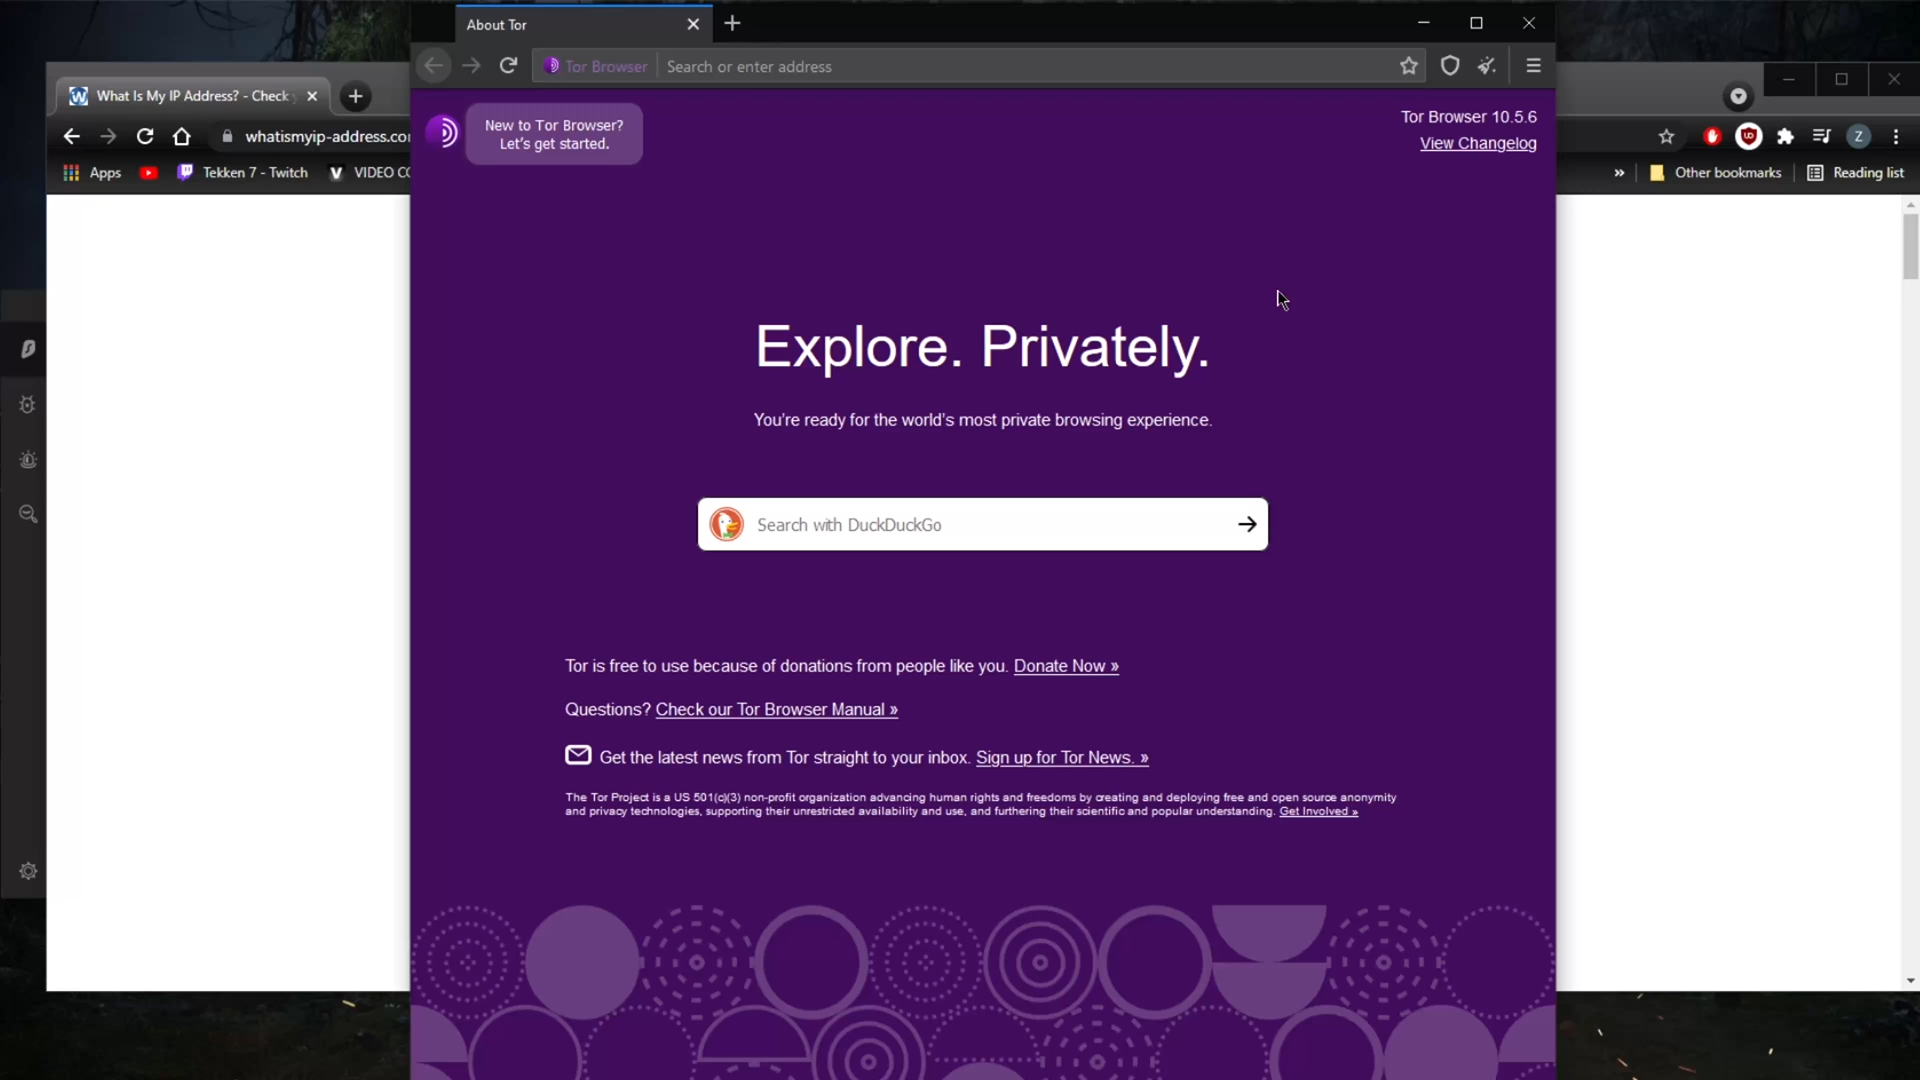 About Tor
Tor Browser
Search or enter address
What Is My IP Address? - Check
whatismyip-address.co
Z
Apps
Tekken 7 - Twitch
VIDEO CO
»
Other bookmarks
Reading list
New to Tor Browser?
Let's get started.
Tor Browser 10.5.6
View Changelog
Explore. Privately.
You're ready for the world's most private browsing experience.
Search with DuckDuckGo
Tor is free to use because of donations from people like you. Donate Now »
Questions? Check our Tor Browser Manual »
Get the latest news from Tor straight to your inbox. Sign up for Tor News. »
The Tor Project is a US 501(c)(3) non-profit organization advancing human rights and freedoms by creating and deploying free and open source anonymity
and privacy technologies, supporting their unrestricted availability and use, and furthering their scientific and popular understanding. Get Involved »